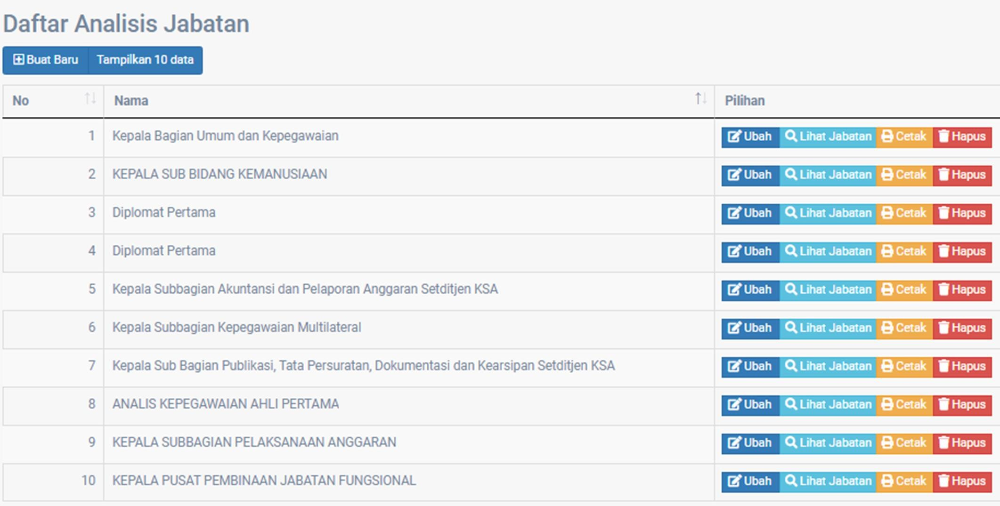 Daftar Analisis Jabatan
Buat Baru Tampilkan 10 data
No Nama Pilihan
1 Kepala Bagian Umum dan Kepegawaian Ubah Lihat Jabatan Cetak Hapus
2 KEPALA SUB BIDANG KEMANUSIAAN Ubah Lihat Jabatan Cetak Hapus
3 Diplomat Pertama Ubah Lihat Jabatan Cetak Hapus
4 Diplomat Pertama Ubah Lihat Jabatan Cetak Hapus
5 Kepala Subbagian Akuntansi dan Pelaporan Anggaran Setditjen KSA Ubah Lihat Jabatan Cetak Hapus
6 Kepala Subbagian Kepegawaian Multilateral Ubah Lihat Jabatan Cetak Hapus
7 Kepala Sub Bagian Publikasi, Tata Persuratan, Dokumentasi dan Kearsipan Setditjen KSA Ubah Lihat Jabatan Cetak Hapus
8 ANALIS KEPEGAWAIAN AHLI PERTAMA Ubah Lihat Jabatan Cetak Hapus
9 KEPALA SUBBAGIAN PELAKSANAAN ANGGARAN Ubah Lihat Jabatan Cetak Hapus
10 KEPALA PUSAT PEMBINAAN JABATAN FUNGSIONAL Ubah Lihat Jabatan Cetak Hapus